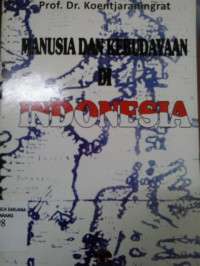 Prof. Dr. Koentjaraningrat
MANUSIA DAN KEBUDAYAAN
DI
INDONESIA